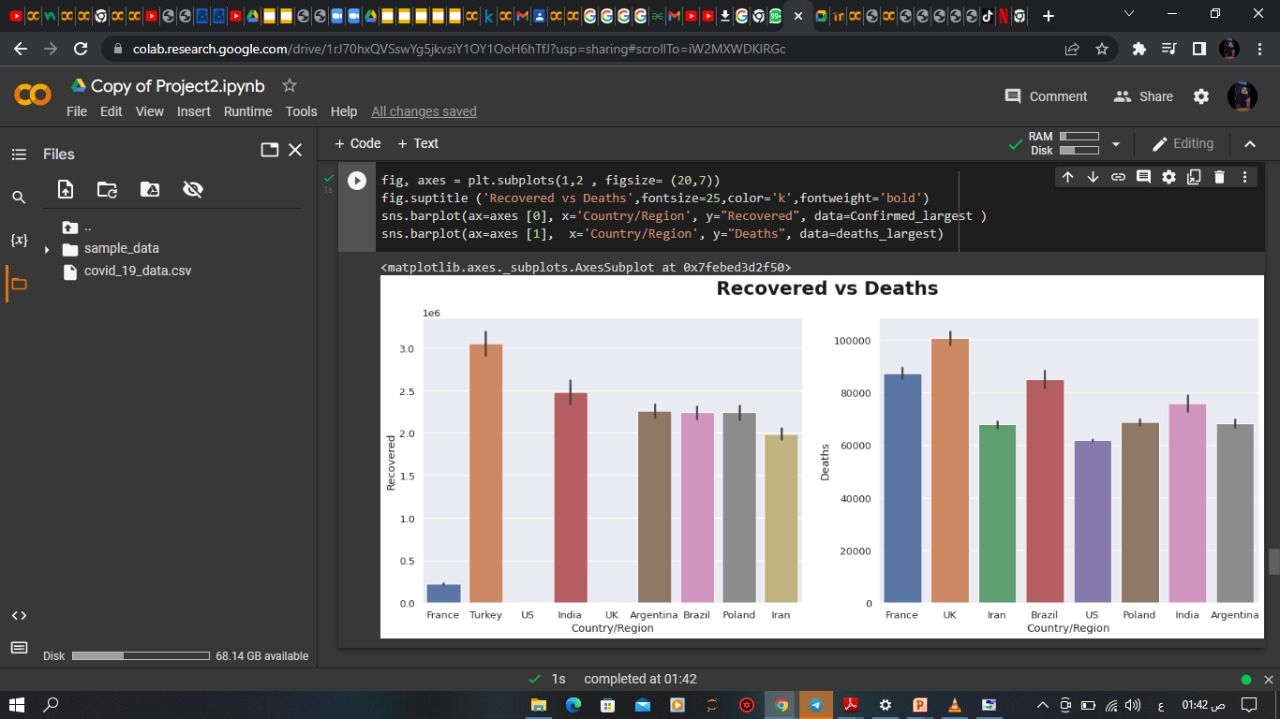 colab.research.google.com/drive/1rJ70hxQVSswYg5jkvsiY1OY1OoH6hTfJ?usp=sharing#scrollTo=iW2MXWDKlRGc
Copy of Project2.ipynb
File Edit View Insert Runtime Tools Help All changes saved
Comment Share
Files
+ Code + Text
RAM
Disk
Editing
..
sample_data
covid_19_data.csv
{x}
1s
fig, axes = plt.subplots(1,2 , figsize= (20,7))
fig.suptitle ('Recovered vs Deaths',fontsize=25,color='k',fontweight='bold')
sns.barplot(ax=axes [0], x='Country/Region', y="Recovered", data=Confirmed_largest )
sns.barplot(ax=axes [1],  x='Country/Region', y="Deaths", data=deaths_largest)
<matplotlib.axes._subplots.AxesSubplot at 0x7febed3d2f50>
Recovered vs Deaths
1e6
3.0
2.5
2.0
1.5
1.0
0.5
0.0
Recovered
France Turkey US India UK Argentina Brazil Poland Iran
Country/Region
100000
80000
60000
40000
20000
0
Deaths
France UK Iran Brazil US Poland India Argentina
Country/Region
Disk 68.14 GB available
1s completed at 01:42
ع
01:42 ص